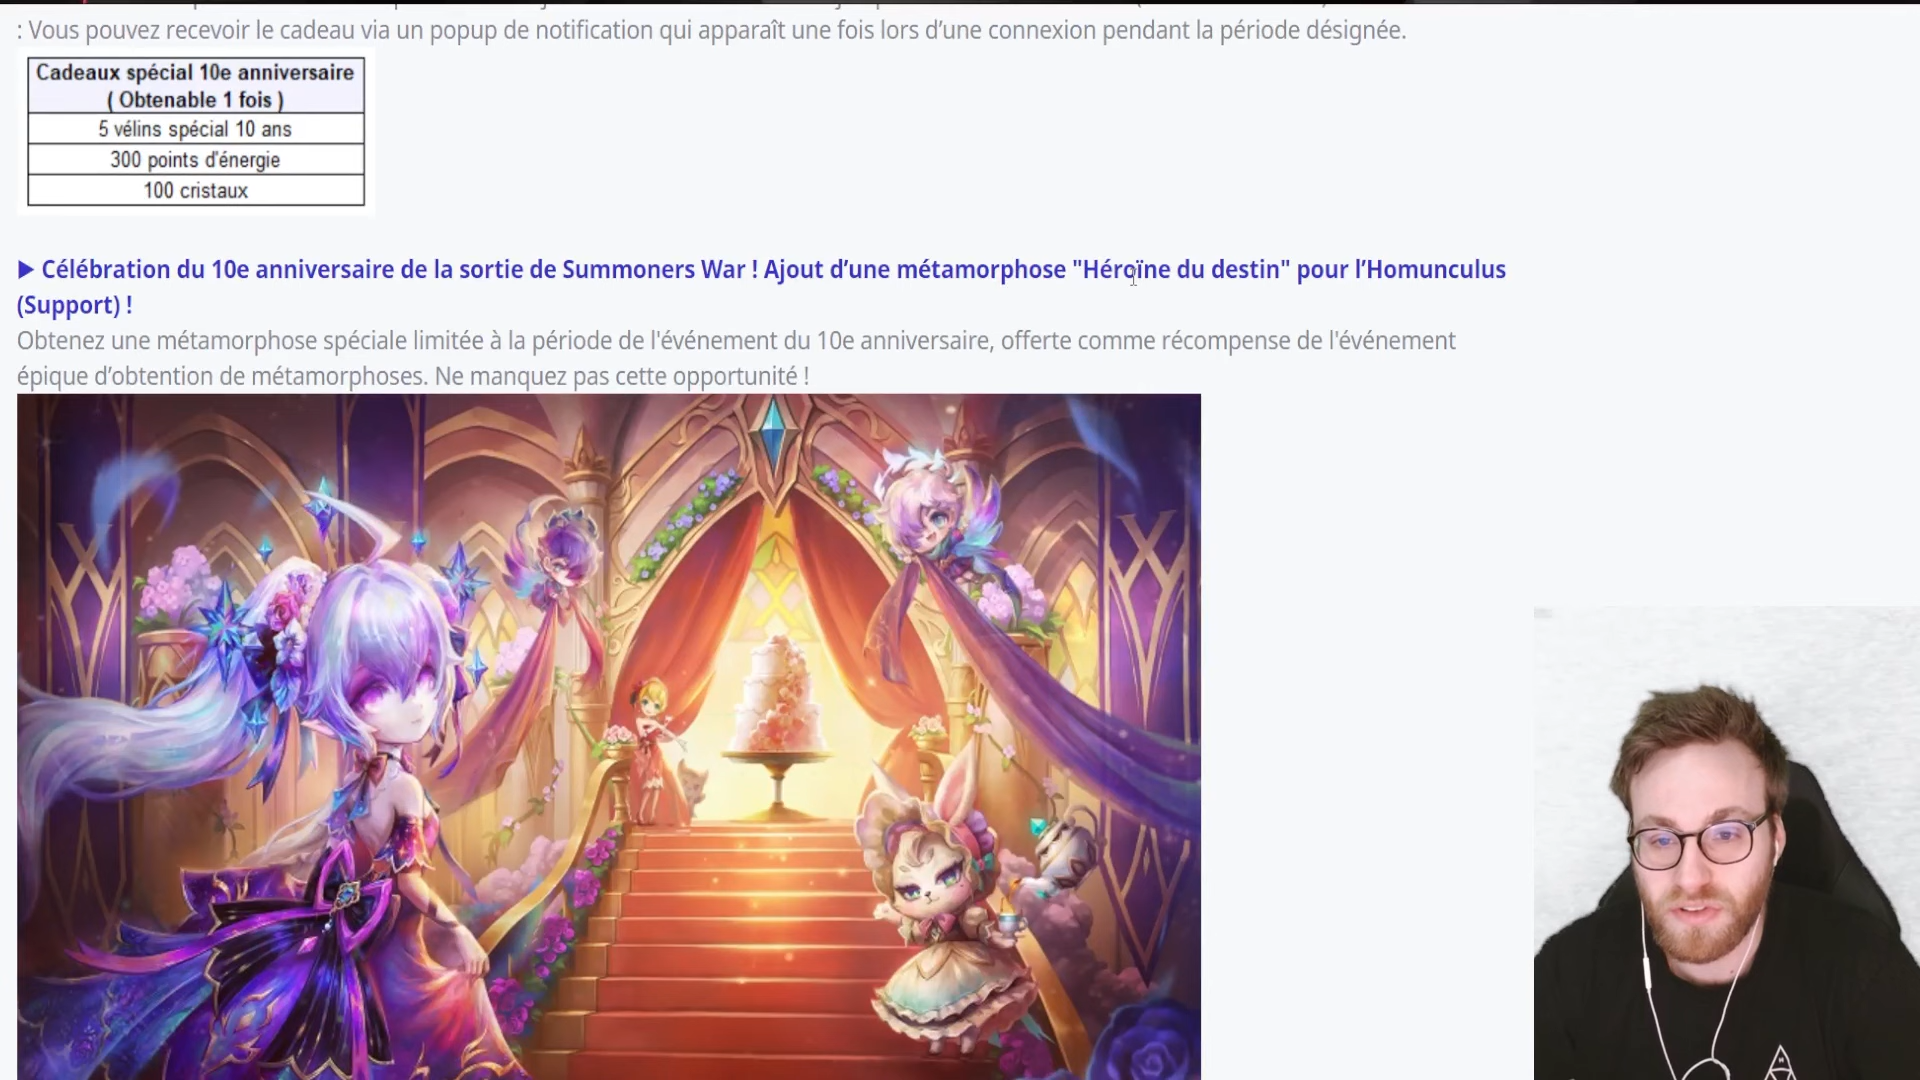 : Vous pouvez recevoir le cadeau via un popup de notification qui apparaît une fois lors d’une connexion pendant la période désignée.
Cadeaux spécial 10e anniversaire
( Obtenable 1 fois )
5 vélins spécial 10 ans
300 points d'énergie
100 cristaux
▶ Célébration du 10e anniversaire de la sortie de Summoners War ! Ajout d’une métamorphose "Héroïne du destin" pour l’Homunculus
(Support) !
Obtenez une métamorphose spéciale limitée à la période de l'événement du 10e anniversaire, offerte comme récompense de l'événement
épique d’obtention de métamorphoses. Ne manquez pas cette opportunité !